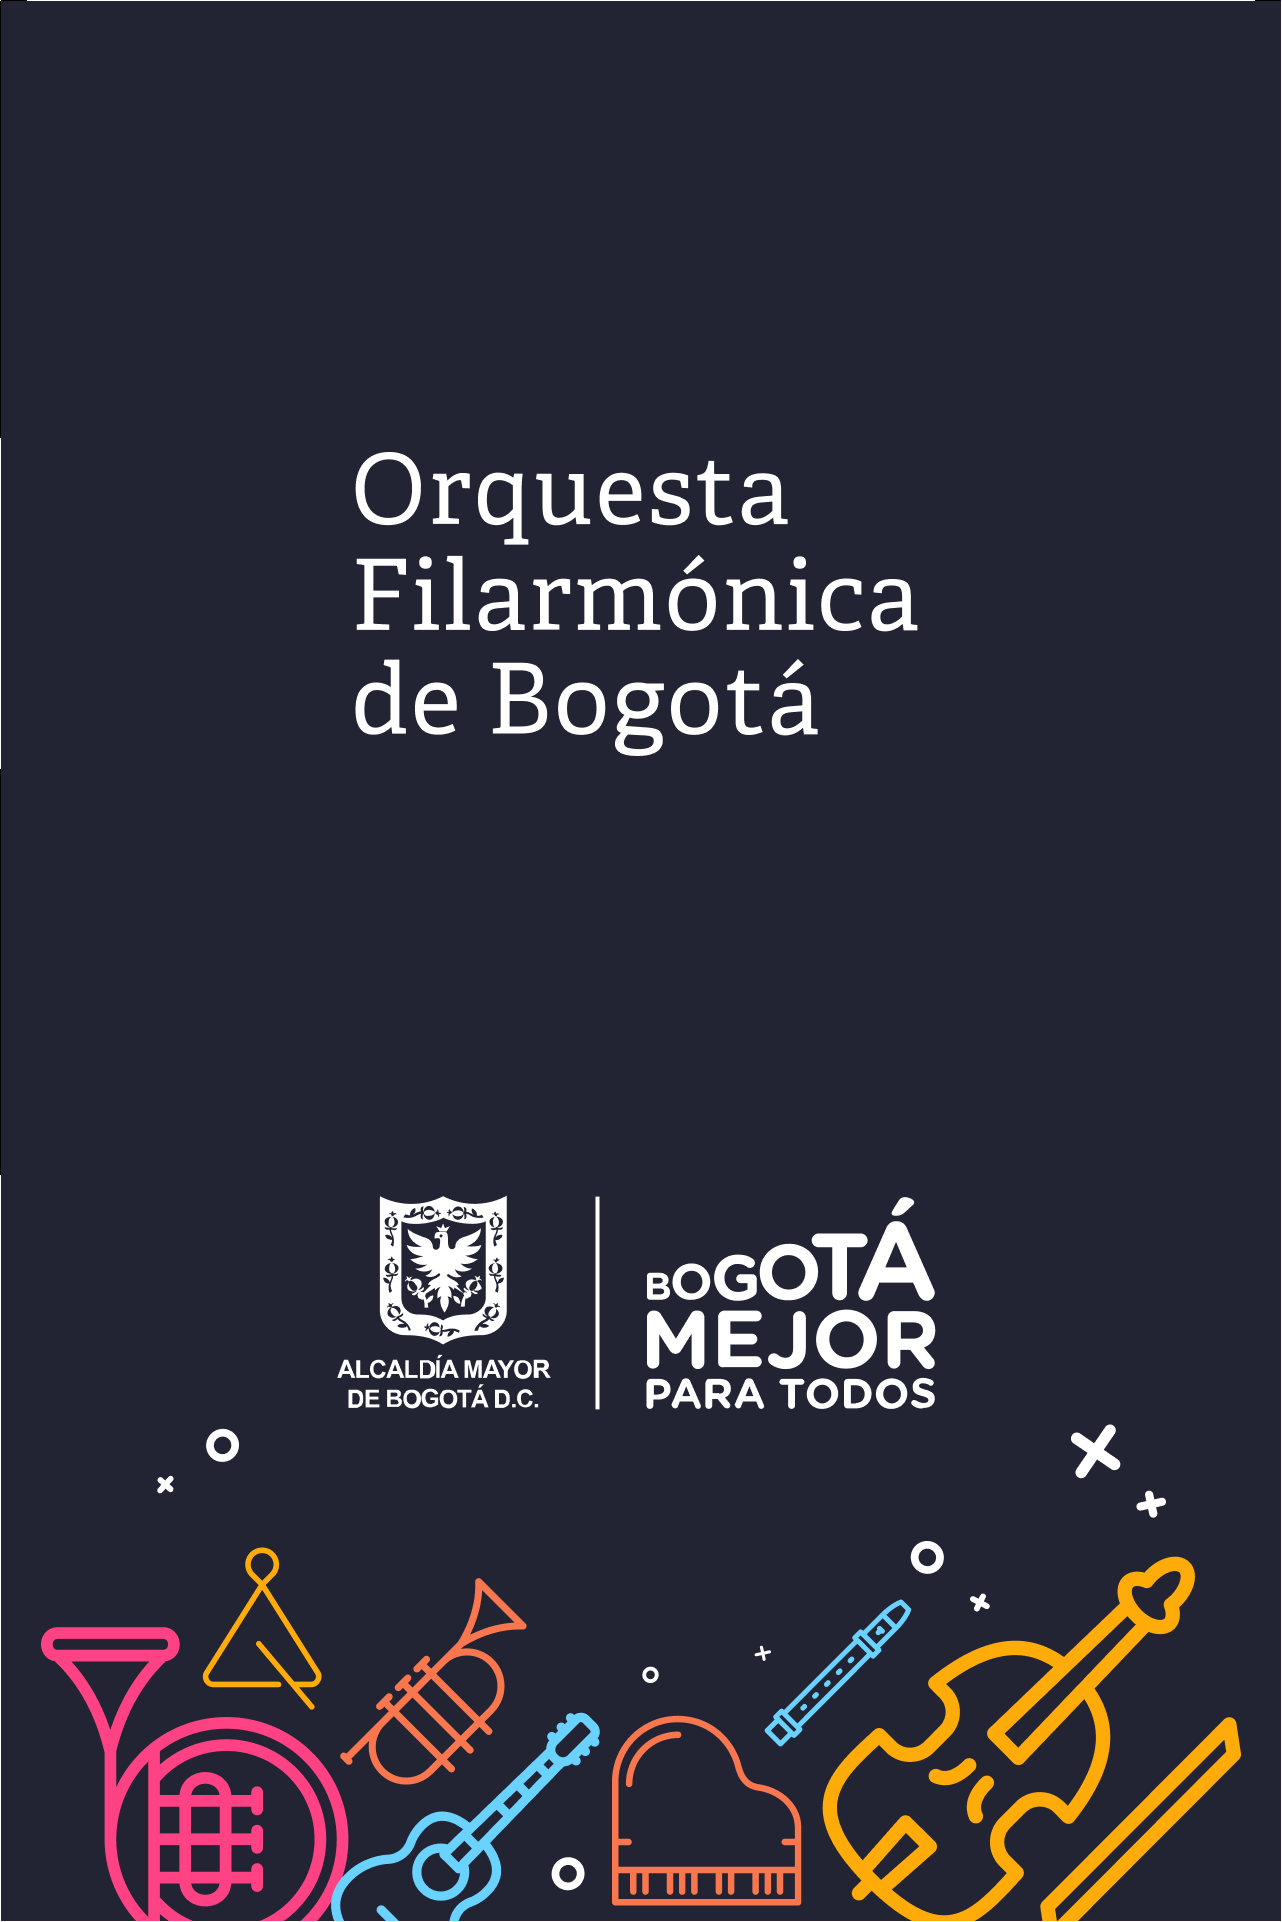 Orquesta
Filarmónica
de Bogotá
ALCALDÍA MAYOR
DE BOGOTÁ D.C.
BOGOTÁ
MEJOR
PARA TODOS